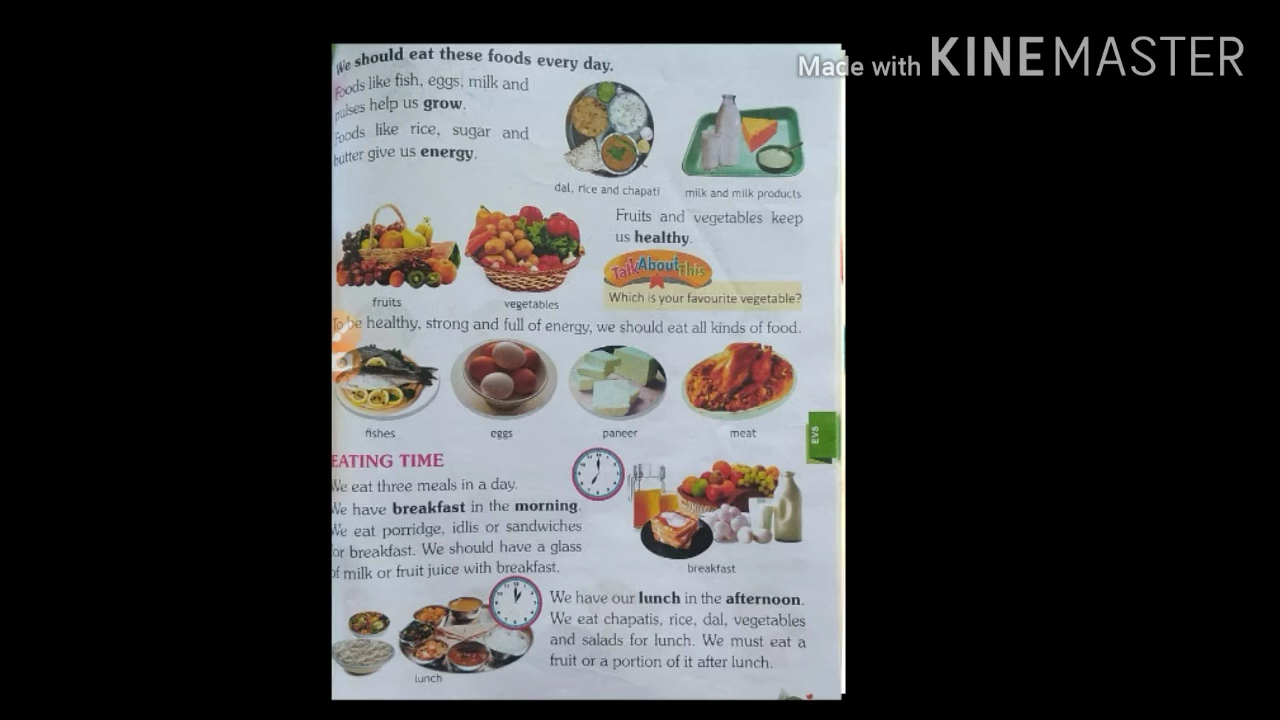 Made with KINEMASTER
We should eat these foods every day.
Foods like fish, eggs, milk and
pulses help us grow.
Foods like rice, sugar and
butter give us energy.
dal, rice and chapati
milk and milk products
Fruits and vegetables keep
us healthy.
Talk About This
Which is your favourite vegetable?
fruits
vegetables
To be healthy, strong and full of energy, we should eat all kinds of food.
fishes
eggs
paneer
meat
EVS
EATING TIME
We eat three meals in a day.
We have breakfast in the morning.
We eat porridge, idlis or sandwiches
for breakfast. We should have a glass
of milk or fruit juice with breakfast.
breakfast
We have our lunch in the afternoon.
We eat chapatis, rice, dal, vegetables
and salads for lunch. We must eat a
fruit or a portion of it after lunch.
lunch